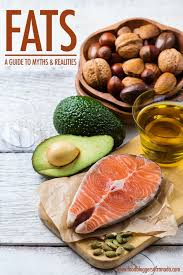 FATS
A GUIDE TO MYTHS & REALITIES